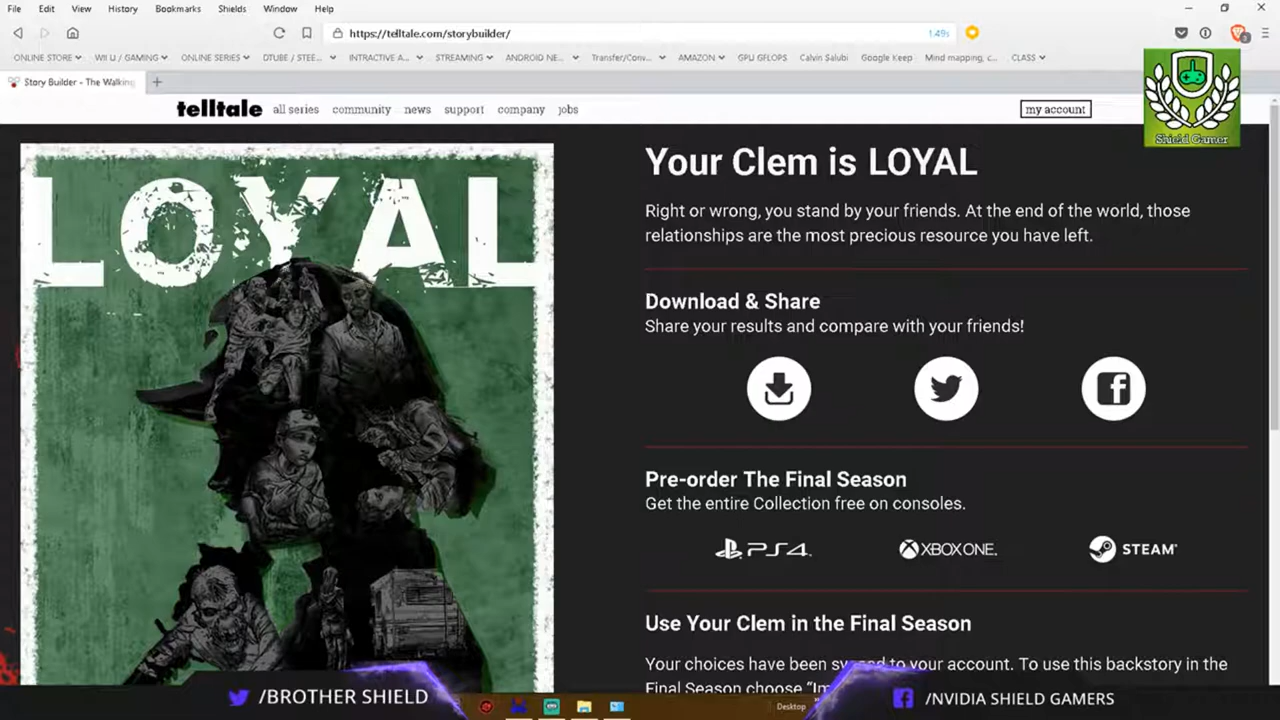 File Edit View History Bookmarks Shields Window Help
https://telltale.com/storybuilder/ 1.49s
ONLINE STORE WII U / GAMING ONLINE SERIES DTUBE / STEE... INTRACTIVE A... STREAMING ANDROID NE... Transfer/Conv... AMAZON GPU GFLOPS Calvin Salubi Google Keep Mind mapping, c... CLASS
Story Builder - The Walking
Shield Gamer
telltale all series community news support company jobs my account
LOYAL
Your Clem is LOYAL
Right or wrong, you stand by your friends. At the end of the world, those
relationships are the most precious resource you have left.
Download & Share
Share your results and compare with your friends!
Pre-order The Final Season
Get the entire Collection free on consoles.
PS4 XBOX ONE. STEAM
Use Your Clem in the Final Season
Your choices have been to your account. To use this backstory in the
Final Season choose
/BROTHER SHIELD Desktop /NVIDIA SHIELD GAMERS